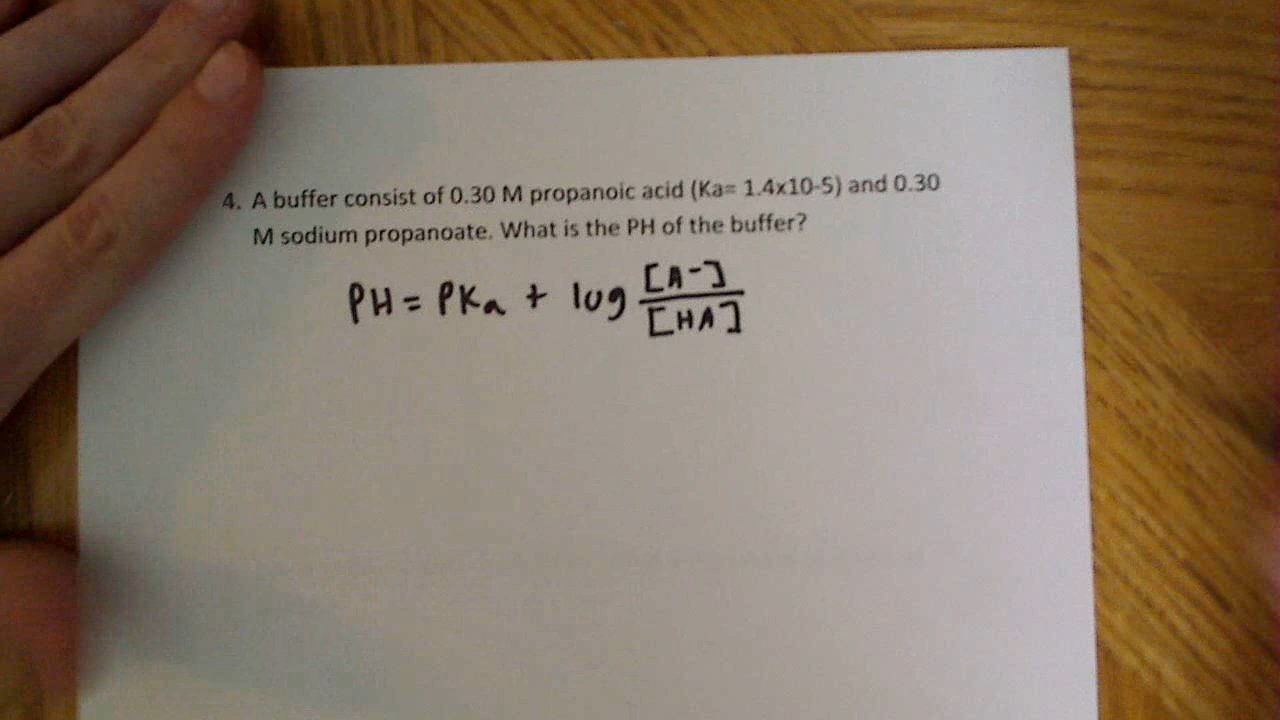 4. A buffer consist of 0.30 M propanoic acid (Ka= 1.4x10-5) and 0.30
M sodium propanoate. What is the PH of the buffer?
PH = PKa + log [A-]
[HA]